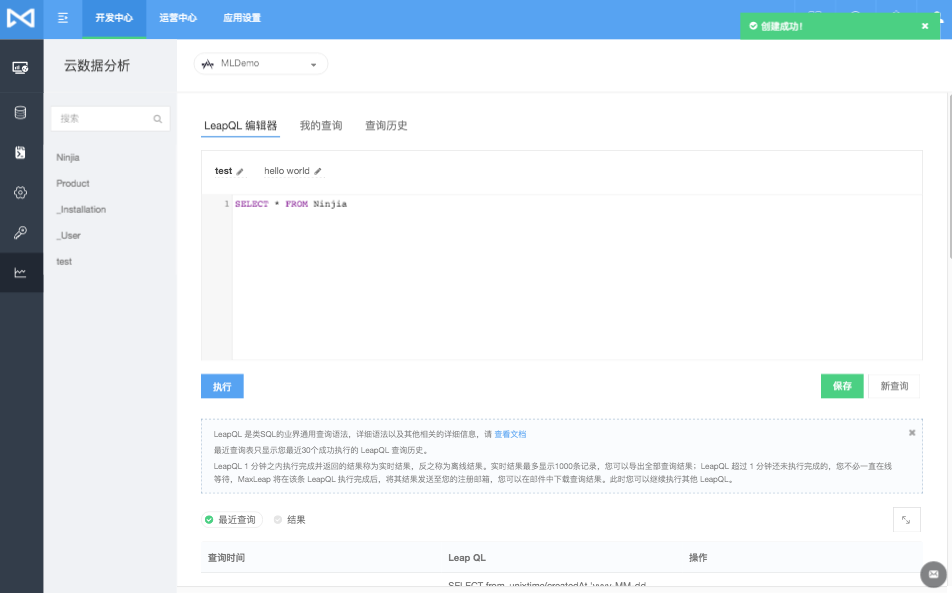 开发中心
运营中心
应用设置
创建成功!
云数据分析
MLDemo
搜索
Ninjia
Product
_Installation
_User
test
LeapQL 编辑器
我的查询
查询历史
test
hello world
1 SELECT * FROM Ninjia
执行
保存
新查询
LeapQL 是类SQL的业界通用查询语法，详细语法以及其他相关的详细信息，请 查看文档
最近查询表只显示您最近30个成功执行的 LeapQL 查询历史。
LeapQL 1 分钟之内执行完成并返回的结果称为实时结果，反之称为离线结果。实时结果最多显示1000条记录，您可以导出全部查询结果；LeapQL 超过 1 分钟还未执行完成的，您不必一直在线
等待，MaxLeap 将在该条 LeapQL 执行完成后，将其结果发送至您的注册邮箱，您可以在邮件中下载查询结果。此时您可以继续执行其他 LeapQL。
最近查询
结果
查询时间
Leap QL
操作
SELECT from_unixtime(createdAt,'yyyy-MM-dd